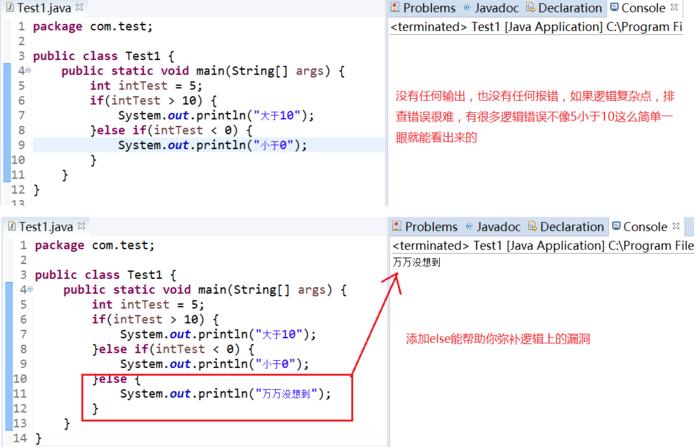 Test1.java
Problems Javadoc Declaration Console
<terminated> Test1 [Java Application] C:\Program Fi
1 package com.test;
2
3 public class Test1 {
4 public static void main(String[] args) {
5 int intTest = 5;
6 if(intTest > 10) {
7 System.out.println("大于10");
8 }else if(intTest < 0) {
9 System.out.println("小于0");
10 }
11 }
12 }
13
没有任何输出，也没有任何报错，如果逻辑复杂点，排
查错误很难，有很多逻辑错误不像5小于10这么简单一
眼就能看出来的
Test1.java
Problems Javadoc Declaration Console
<terminated> Test1 [Java Application] C:\Program File
万万没想到
1 package com.test;
2
3 public class Test1 {
4 public static void main(String[] args) {
5 int intTest = 5;
6 if(intTest > 10) {
7 System.out.println("大于10");
8 }else if(intTest < 0) {
9 System.out.println("小于0");
10 }else {
11 System.out.println("万万没想到");
12 }
13 }
14 }
添加else能帮助你弥补逻辑上的漏洞